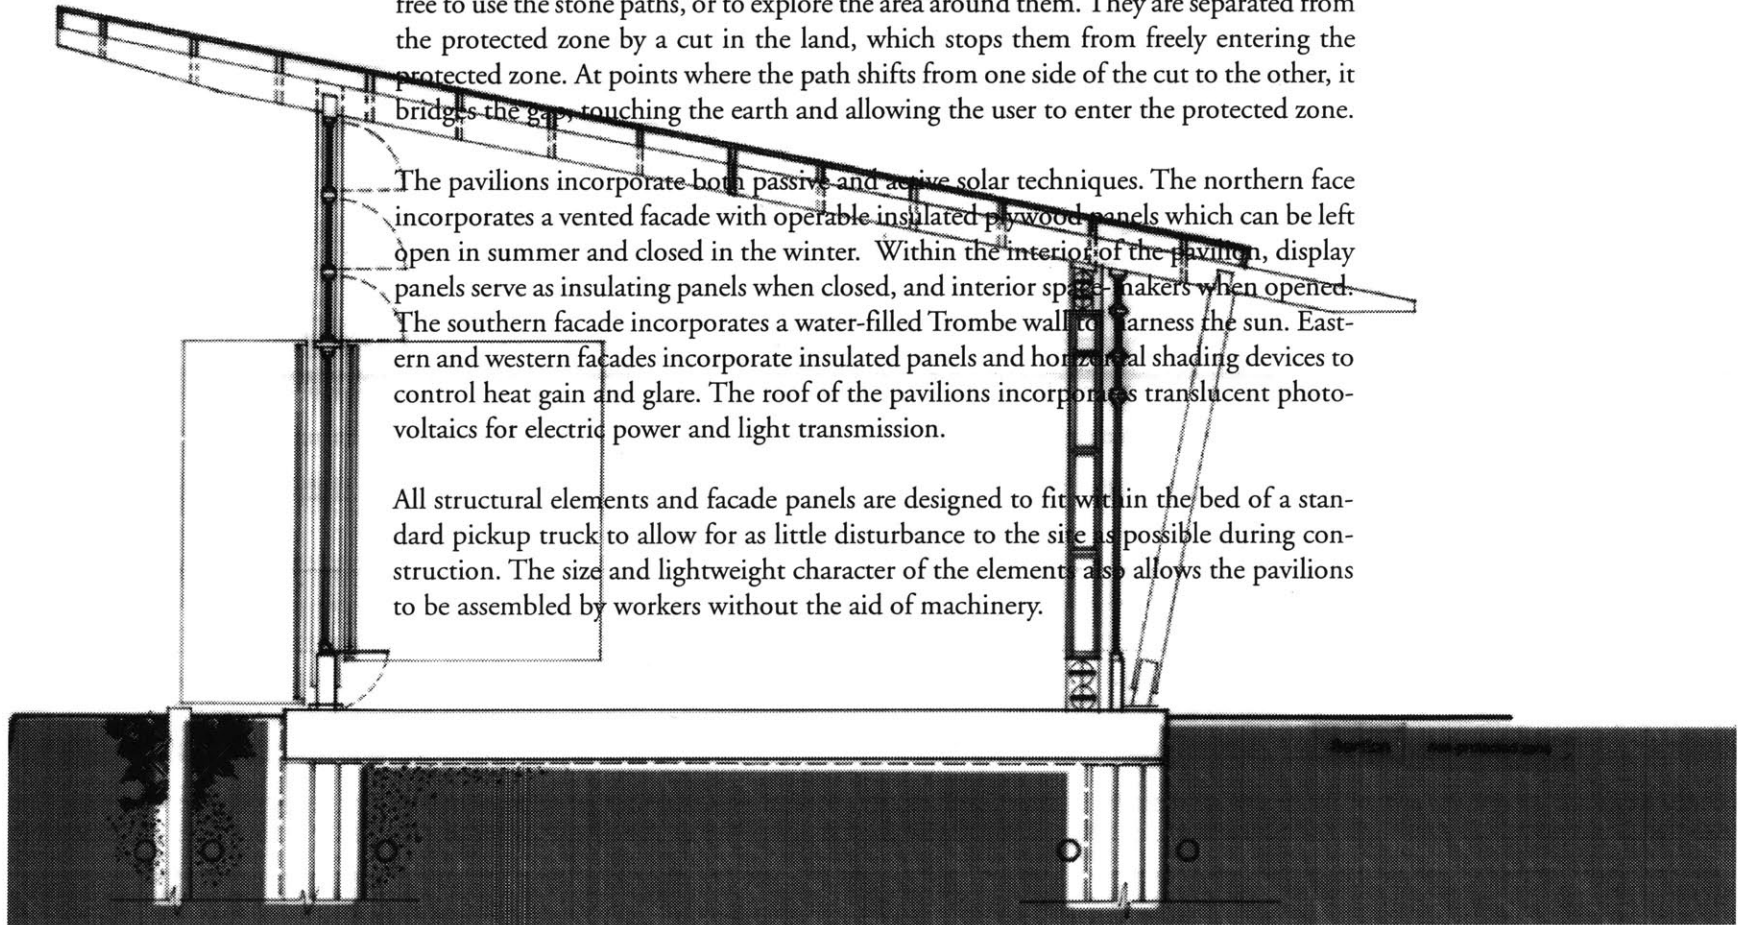 free to use the stone paths, or to explore the area around them. They are separated from
the protected zone by a cut in the land, which stops them from freely entering the
protected zone. At points where the path shifts from one side of the cut to the other, it
bridges the gap, touching the earth and allowing the user to enter the protected zone.
The pavilions incorporate both passive and active solar techniques. The northern face
incorporates a vented facade with operable insulated plywood panels which can be left
open in summer and closed in the winter. Within the interior of the pavilion, display
panels serve as insulating panels when closed, and interior space-makers when opened.
The southern facade incorporates a water-filled Trombe wall to harness the sun. East-
ern and western facades incorporate insulated panels and horizontal shading devices to
control heat gain and glare. The roof of the pavilions incorporates translucent photo-
voltaics for electric power and light transmission.
All structural elements and facade panels are designed to fit within the bed of a stan-
dard pickup truck to allow for as little disturbance to the site as possible during con-
struction. The size and lightweight character of the elements also allows the pavilions
to be assembled by workers without the aid of machinery.